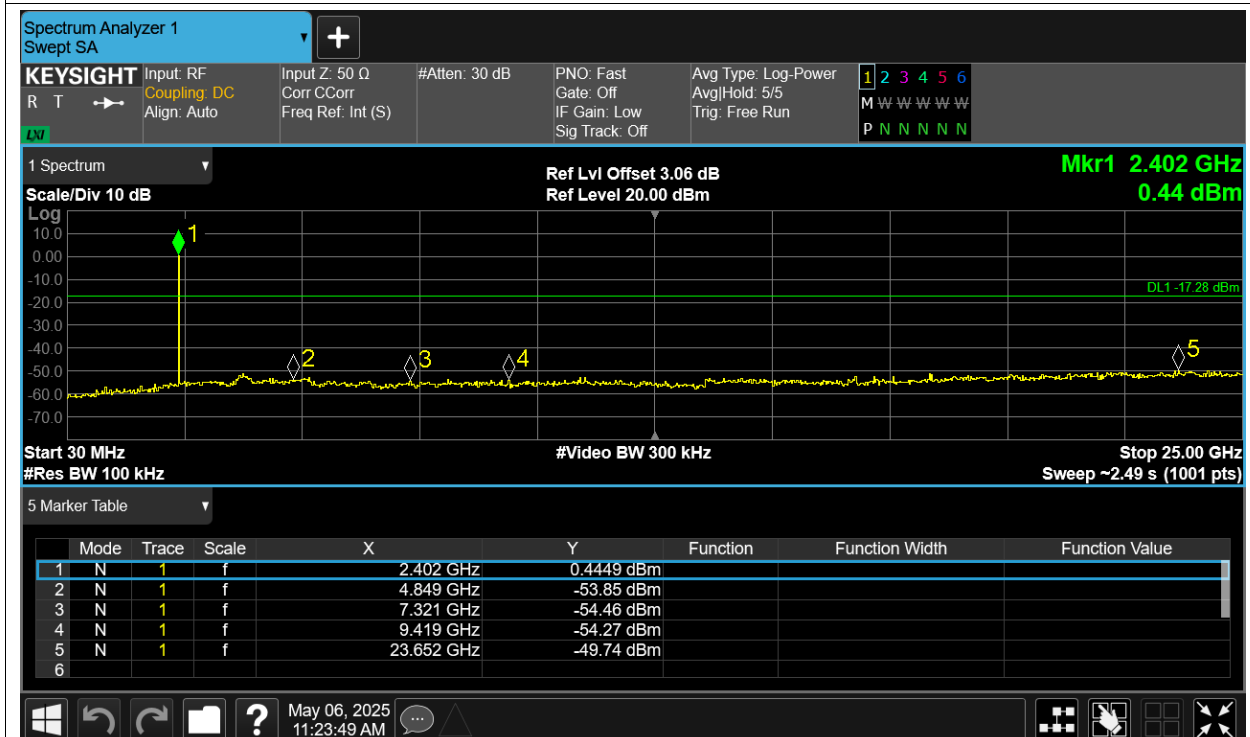 Spectrum Analyzer 1
Swept SA
KEYSIGHT Input: RF Input Z: 50 Ω #Atten: 30 dB PNO: Fast Avg Type: Log-Power 1 2 3 4 5 6
R T Coupling: DC Corr CCorr Gate: Off Avg|Hold: 5/5 M W W W W W
Align: Auto Freq Ref: Int (S) IF Gain: Low Trig: Free Run
LXI Sig Track: Off P N N N N N
1 Spectrum Ref Lvl Offset 3.06 dB Mkr1 2.402 GHz
Scale/Div 10 dB Ref Level 20.00 dBm 0.44 dBm
Log
10.0 1
0.00
-10.0
DL1 -17.28 dBm
-20.0
-30.0
-40.0 2 3 4 5
-50.0
-60.0
-70.0
Start 30 MHz #Video BW 300 kHz Stop 25.00 GHz
#Res BW 100 kHz Sweep ~2.49 s (1001 pts)
5 Marker Table
Mode Trace Scale X Y Function Function Width Function Value
1 N 1 f 2.402 GHz 0.4449 dBm
2 N 1 f 4.849 GHz -53.85 dBm
3 N 1 f 7.321 GHz -54.46 dBm
4 N 1 f 9.419 GHz -54.27 dBm
5 N 1 f 23.652 GHz -49.74 dBm
6
? May 06, 2025
11:23:49 AM